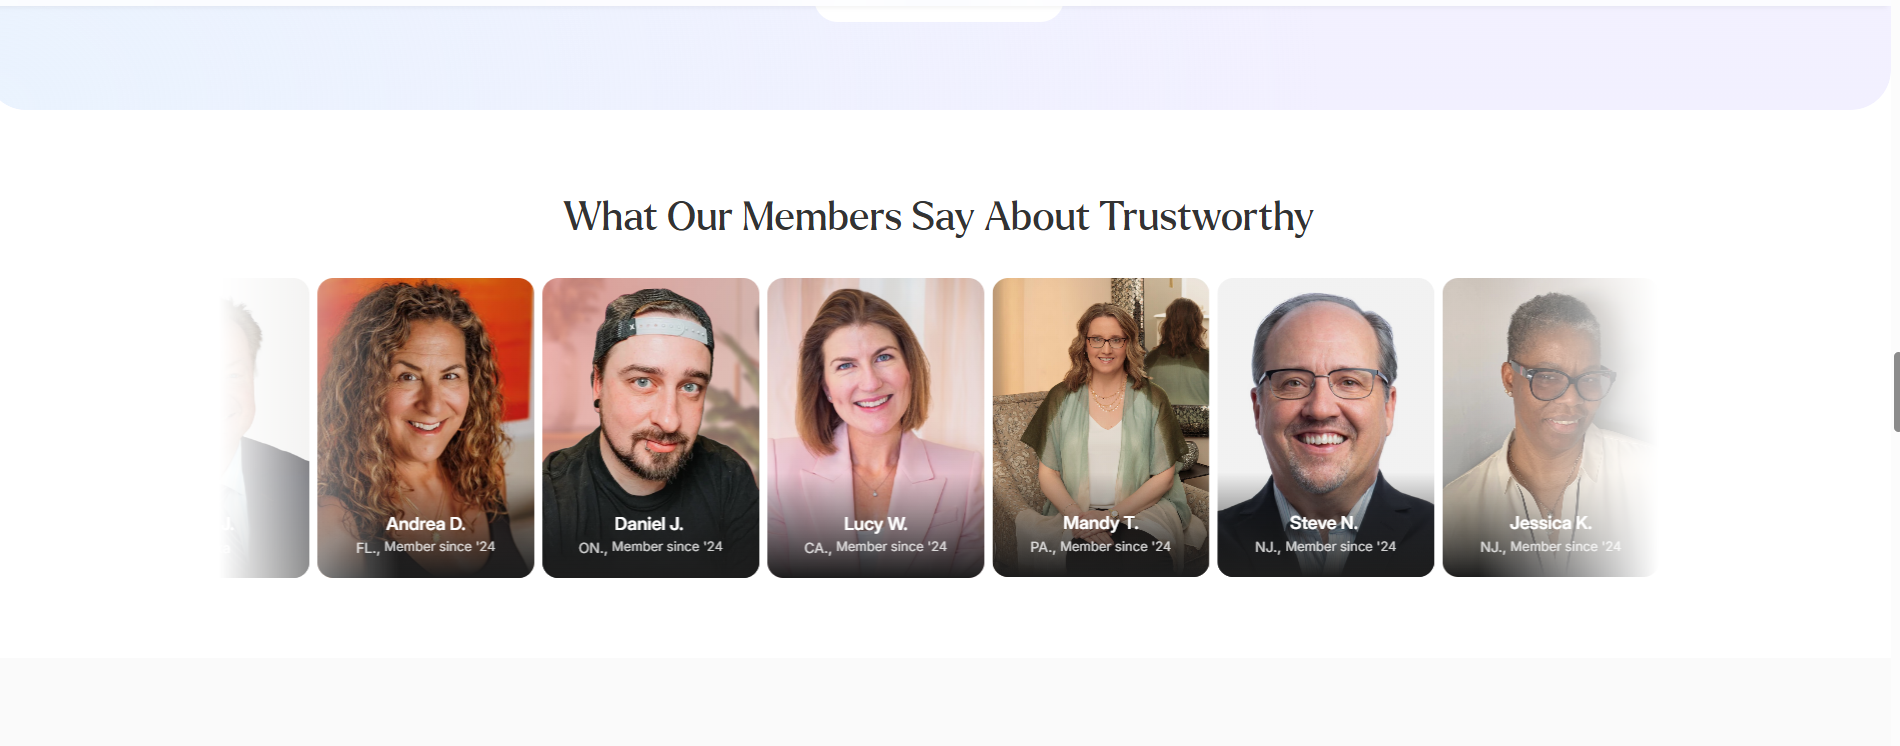 What Our Members Say About Trustworthy
J.
Andrea D.
FL., Member since '24
Daniel J.
ON., Member since '24
Lucy W.
CA., Member since '24
Mandy T.
PA., Member since '24
Steve N.
NJ., Member since '24
Jessica K.
NJ., Member since '24